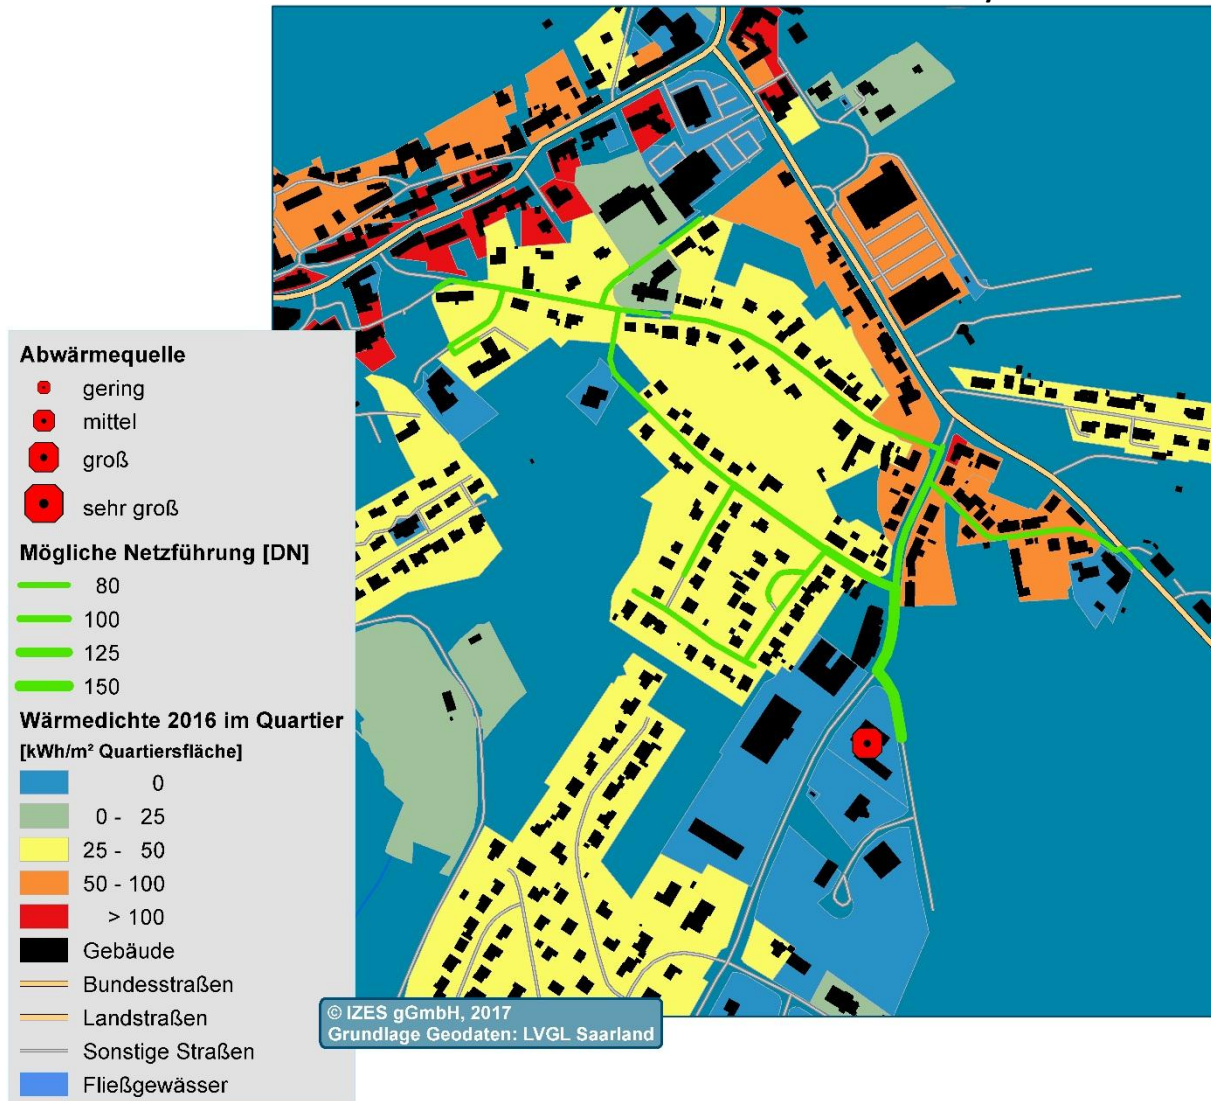 Abwärmequelle
gering
mittel
groß
sehr groß
Mögliche Netzführung [DN]
80
100
125
150
Wärmedichte 2016 im Quartier
[kWh/m² Quartiersfläche]
0
0 - 25
25 - 50
50 - 100
> 100
Gebäude
Bundesstraßen
Landstraßen
Sonstige Straßen
Fließgewässer
© IZES gGmbH, 2017
Grundlage Geodaten: LVGL Saarland